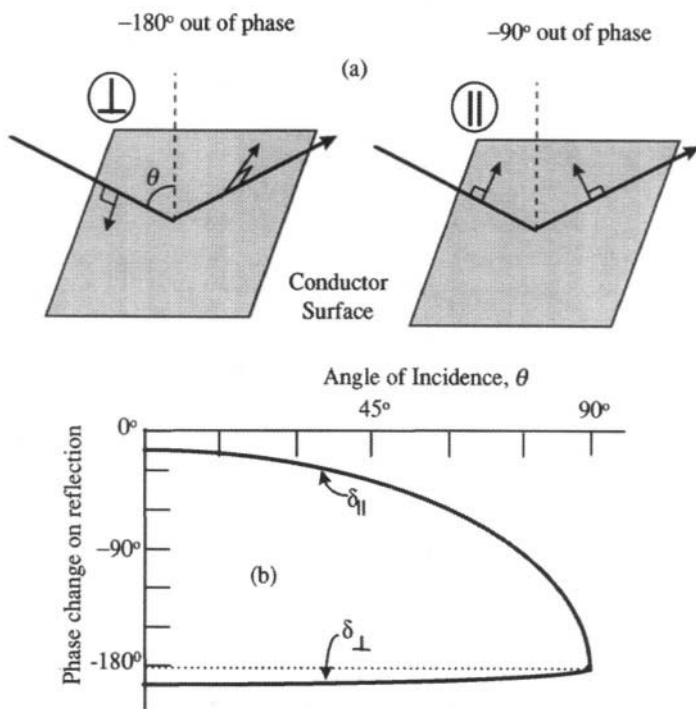 −180° out of phase
−90° out of phase
(a)
⊥
||
θ
Conductor
Surface
Angle of Incidence, θ
45°
90°
0°
δ||
Phase change on reflection
−90°
(b)
δ⊥
-180°